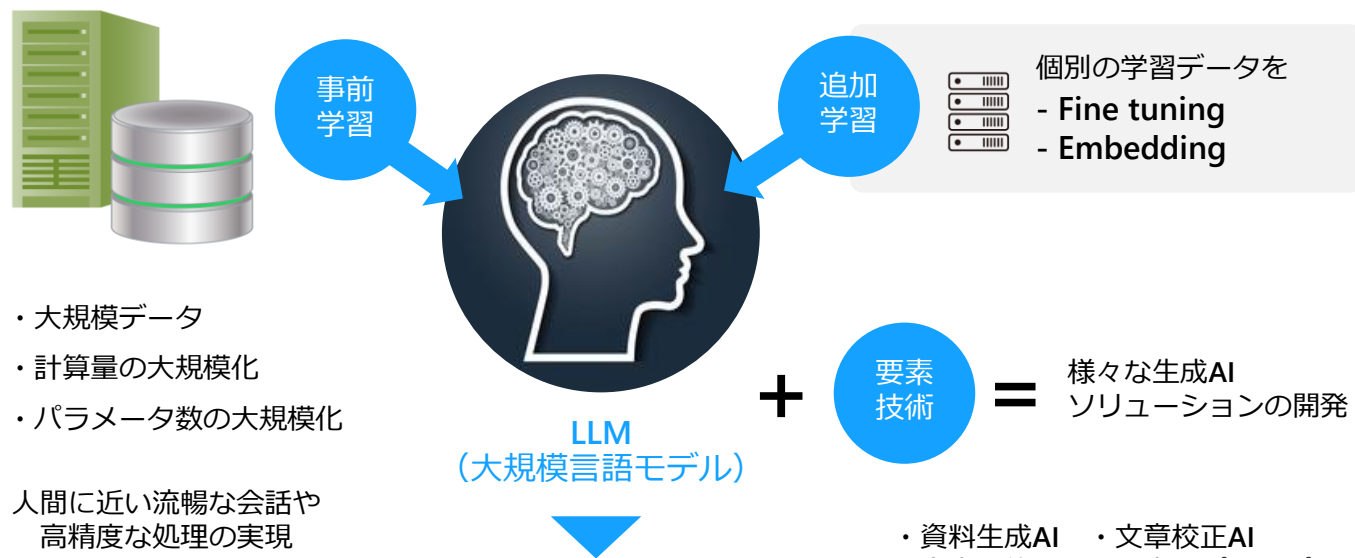 事前
学習
追加
学習
個別の学習データを
- Fine tuning
- Embedding
・大規模データ
・計算量の大規模化
・パラメータ数の大規模化
人間に近い流暢な会話や
高精度な処理の実現
LLM
（大規模言語モデル）
+
要素
技術
=
様々な生成AI
ソリューションの開発
・資料生成AI ・文章校正AI